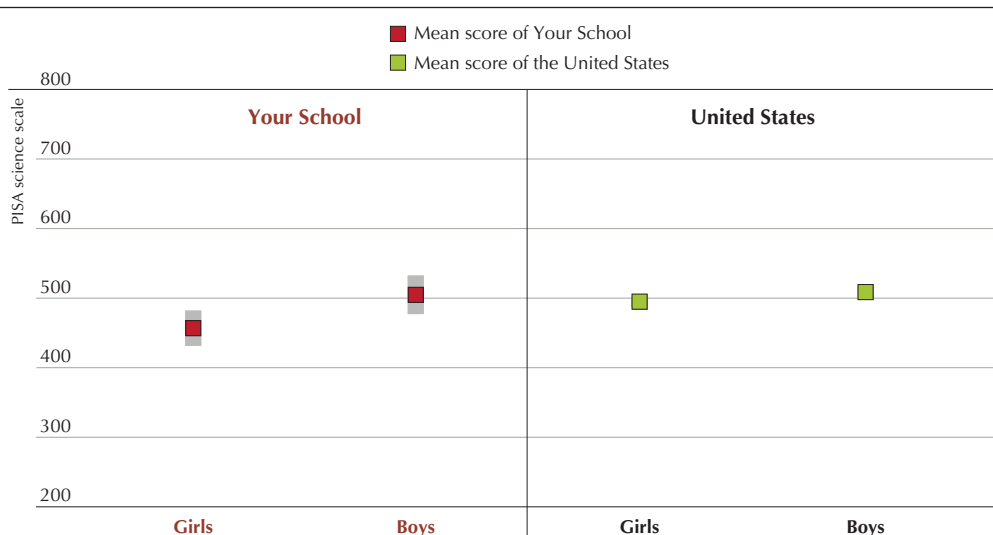 Mean score of Your School
Mean score of the United States
PISA science scale
800
Your School
United States
700
600
500
400
300
200
Girls
Boys
Girls
Boys